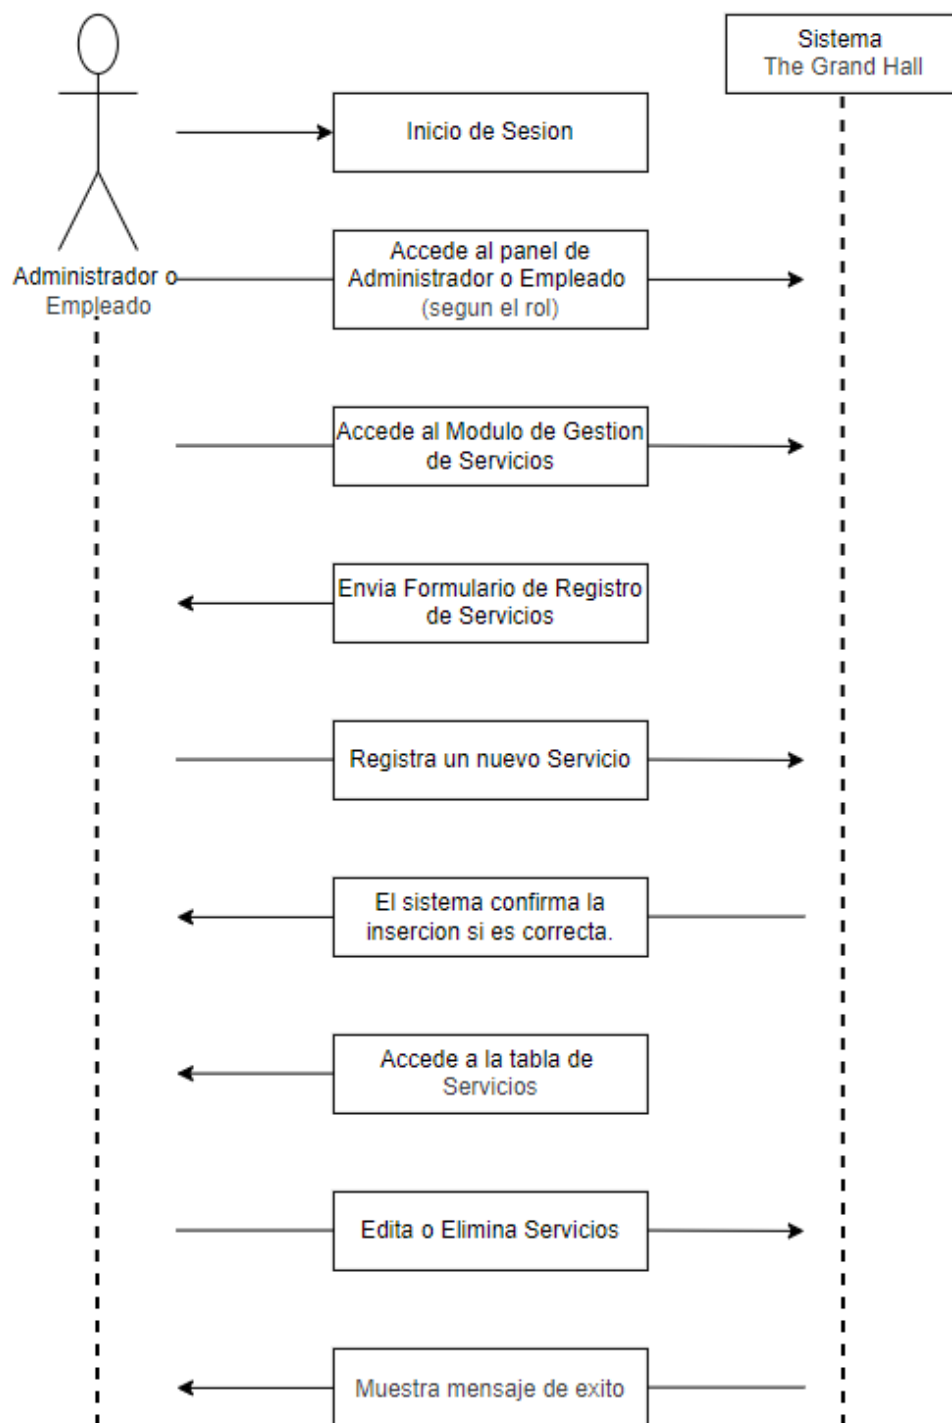 Sistema
The Grand Hall
Inicio de Sesion
Administrador o
Empleado
Accede al panel de
Administrador o Empleado
(segun el rol)
Accede al Modulo de Gestion
de Servicios
Envia Formulario de Registro
de Servicios
Registra un nuevo Servicio
El sistema confirma la
insercion si es correcta.
Accede a la tabla de
Servicios
Edita o Elimina Servicios
Muestra mensaje de exito